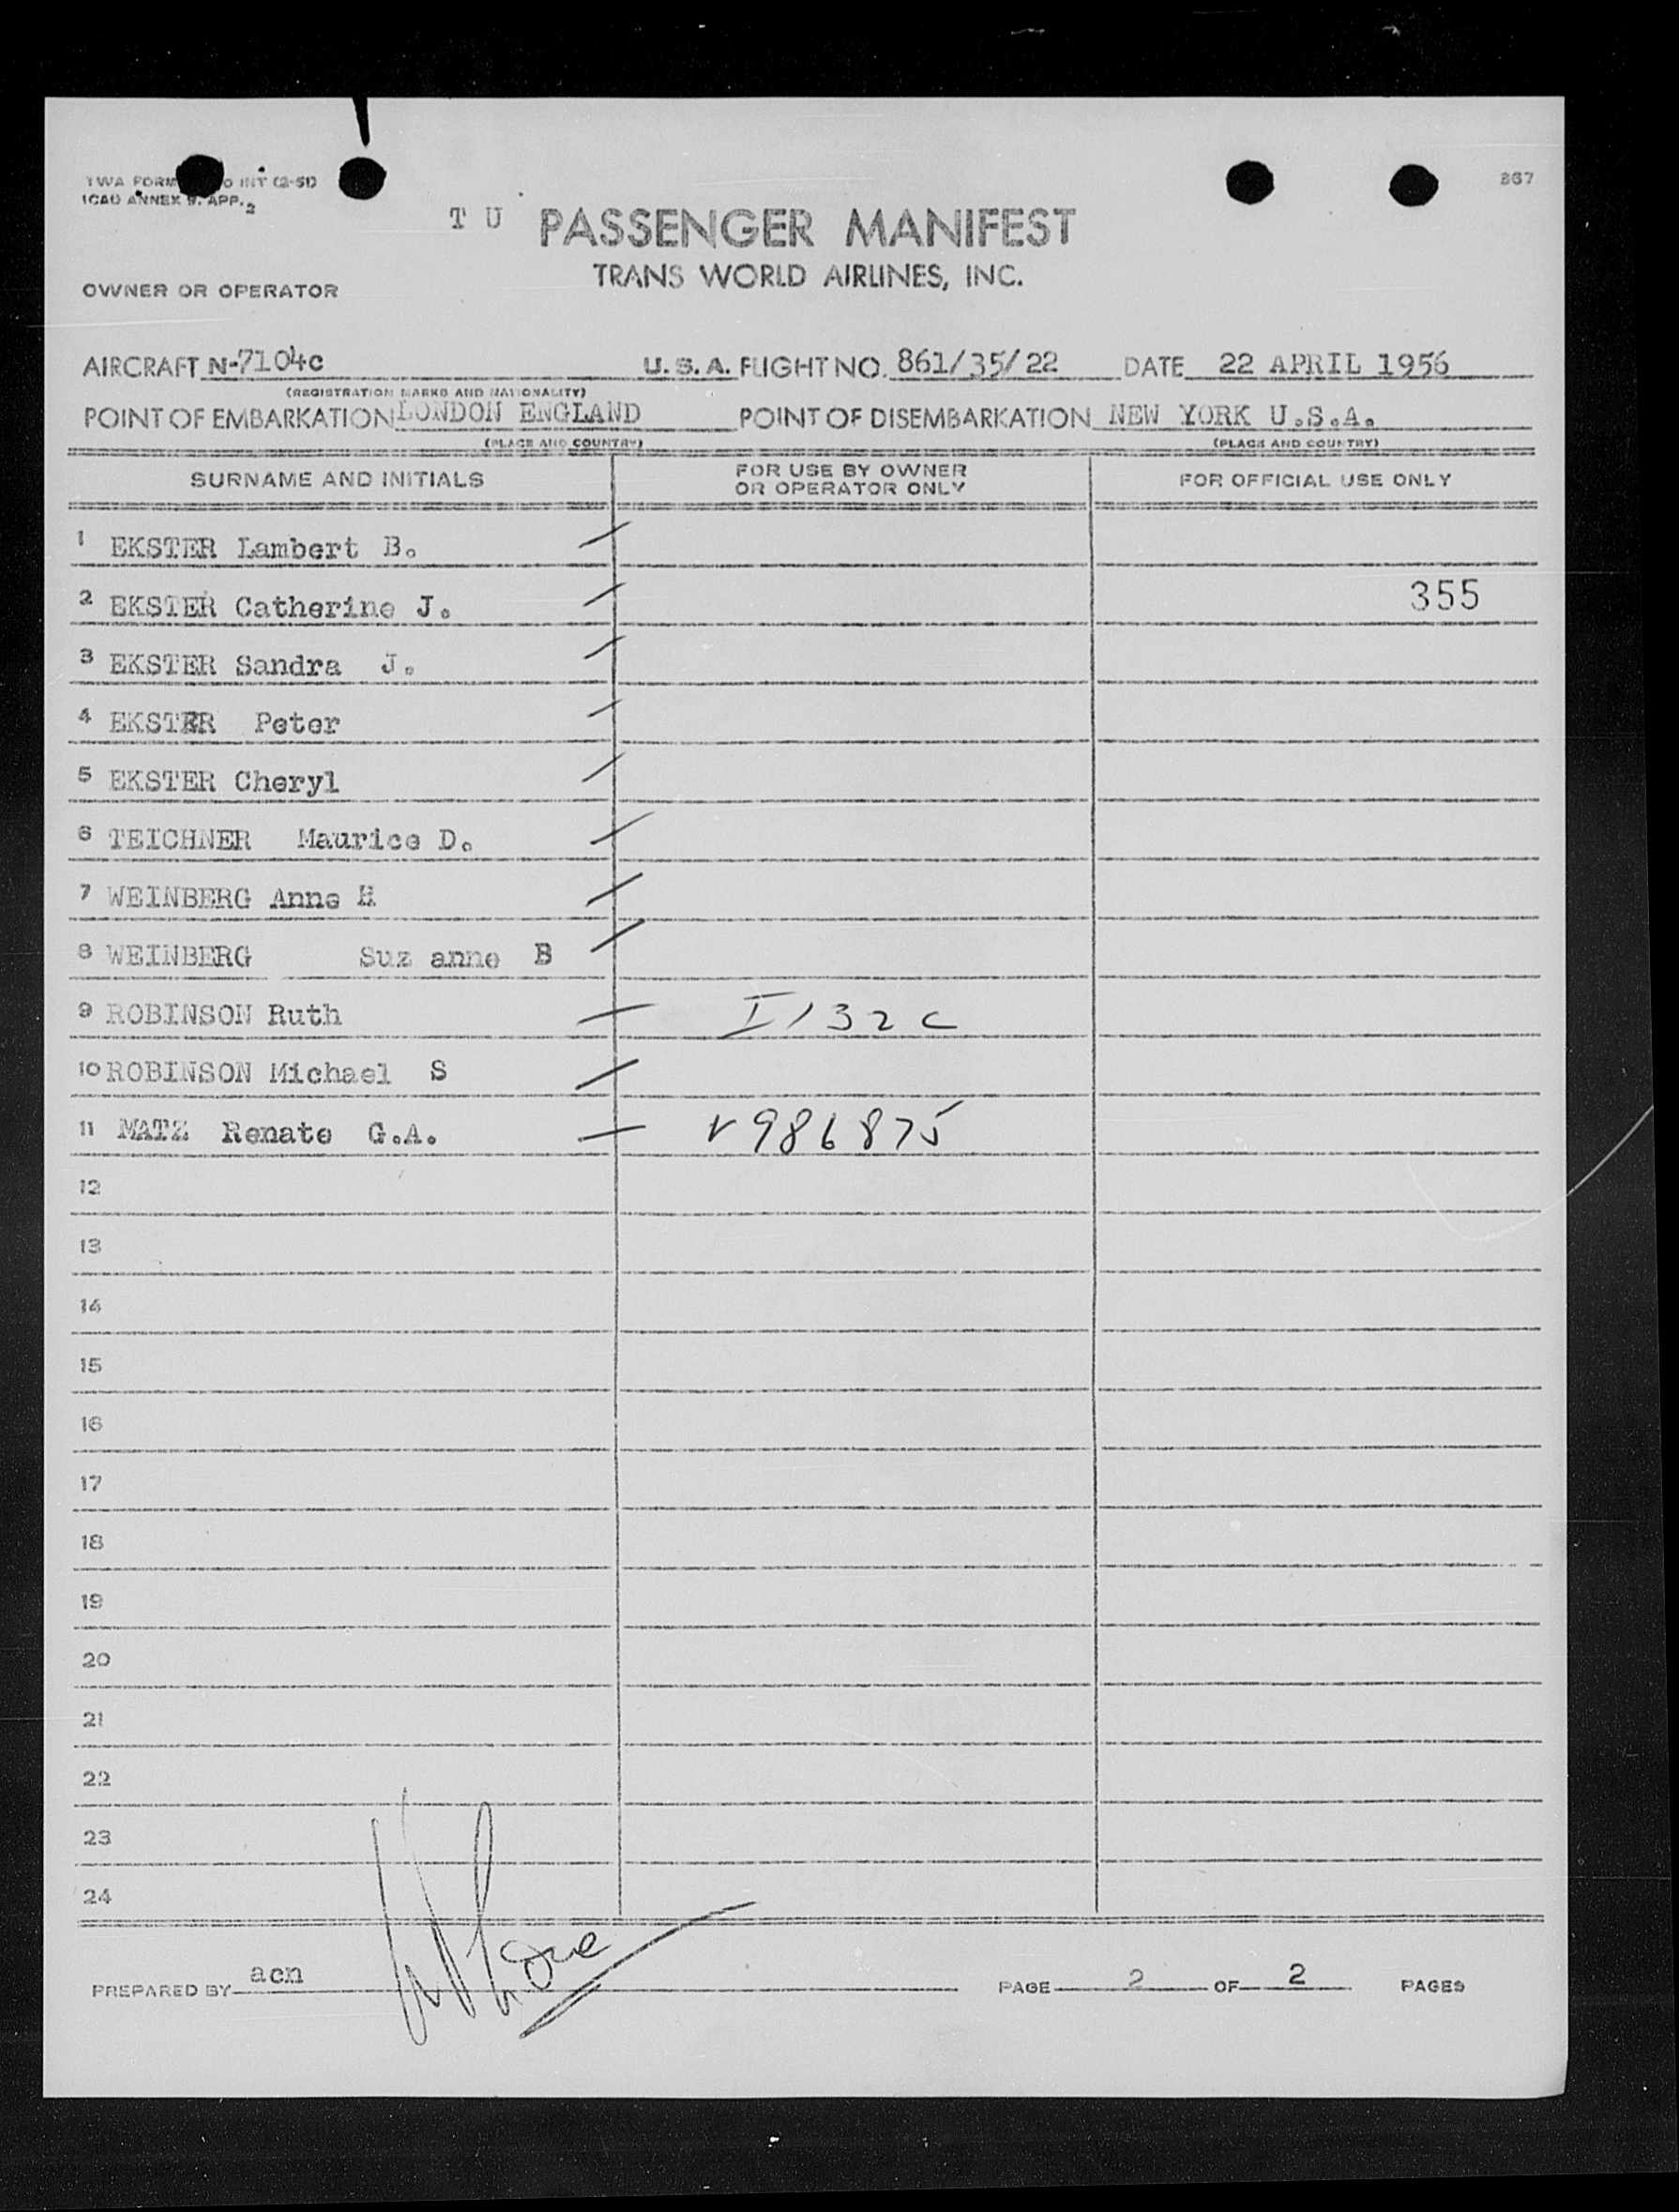 TWA FORM O INT (2-51)
ICAO ANNEX 9. APP. 2
867
T U PASSENGER MANIFEST
TRANS WORLD AIRLINES, INC.
OWNER OR OPERATOR
AIRCRAFT N-7104c U.S.A. FLIGHT NO. 861/35/22 DATE 22 APRIL 1956
(REGISTRATION MARKS AND NATIONALITY)
POINT OF EMBARKATION LONDON ENGLAND POINT OF DISEMBARKATION NEW YORK U.S.A.
(PLACE AND COUNTRY) (PLACE AND COUNTRY)
SURNAME AND INITIALS FOR USE BY OWNER OR OPERATOR ONLY FOR OFFICIAL USE ONLY
1 EKSTER Lambert B.
2 EKSTER Catherine J. 355
3 EKSTER Sandra J.
4 EKSTER Peter
5 EKSTER Cheryl
6 TEICHNER Maurice D.
7 WEINBERG Anne H
8 WEINBERG Suz anne B
9 ROBINSON Ruth I132c
10 ROBINSON Michael S
11 MATZ Renate G.A. V986875
12
13
14
15
16
17
18
19
20
21
22
23
24
PREPARED BY acn PAGE 2 OF 2 PAGES